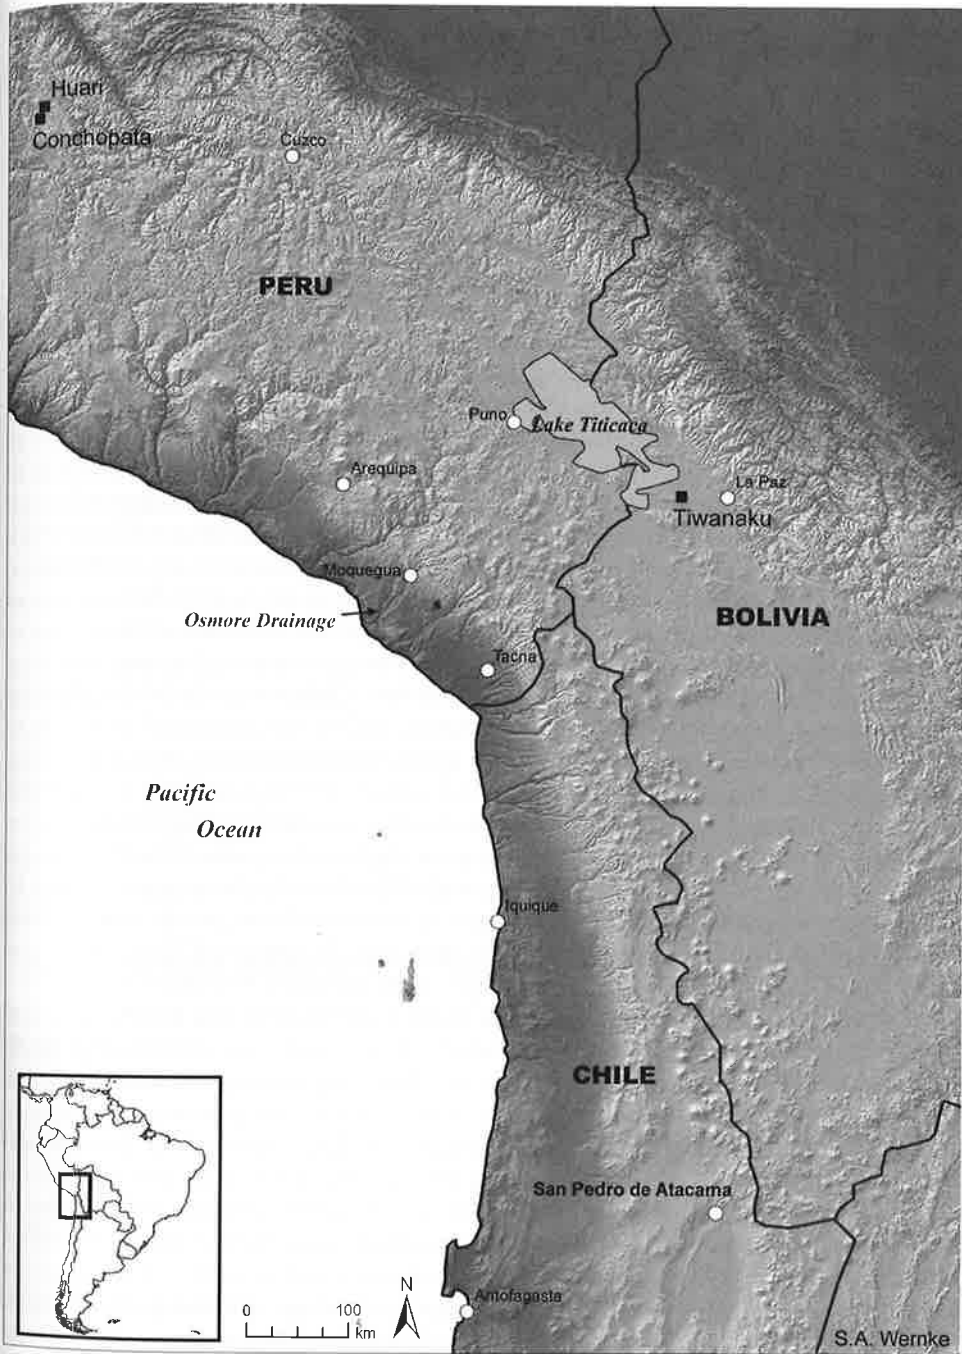 Huari
Conchopata
Cuzco
PERU
Puno
Lake Titicaca
Arequipa
La Paz
Tiwanaku
Moquegua
Osmore Drainage
BOLIVIA
Tacna
Pacific
Ocean
Iquique
CHILE
San Pedro de Atacama
N
Antofagasta
0 100
km
S.A. Wernke